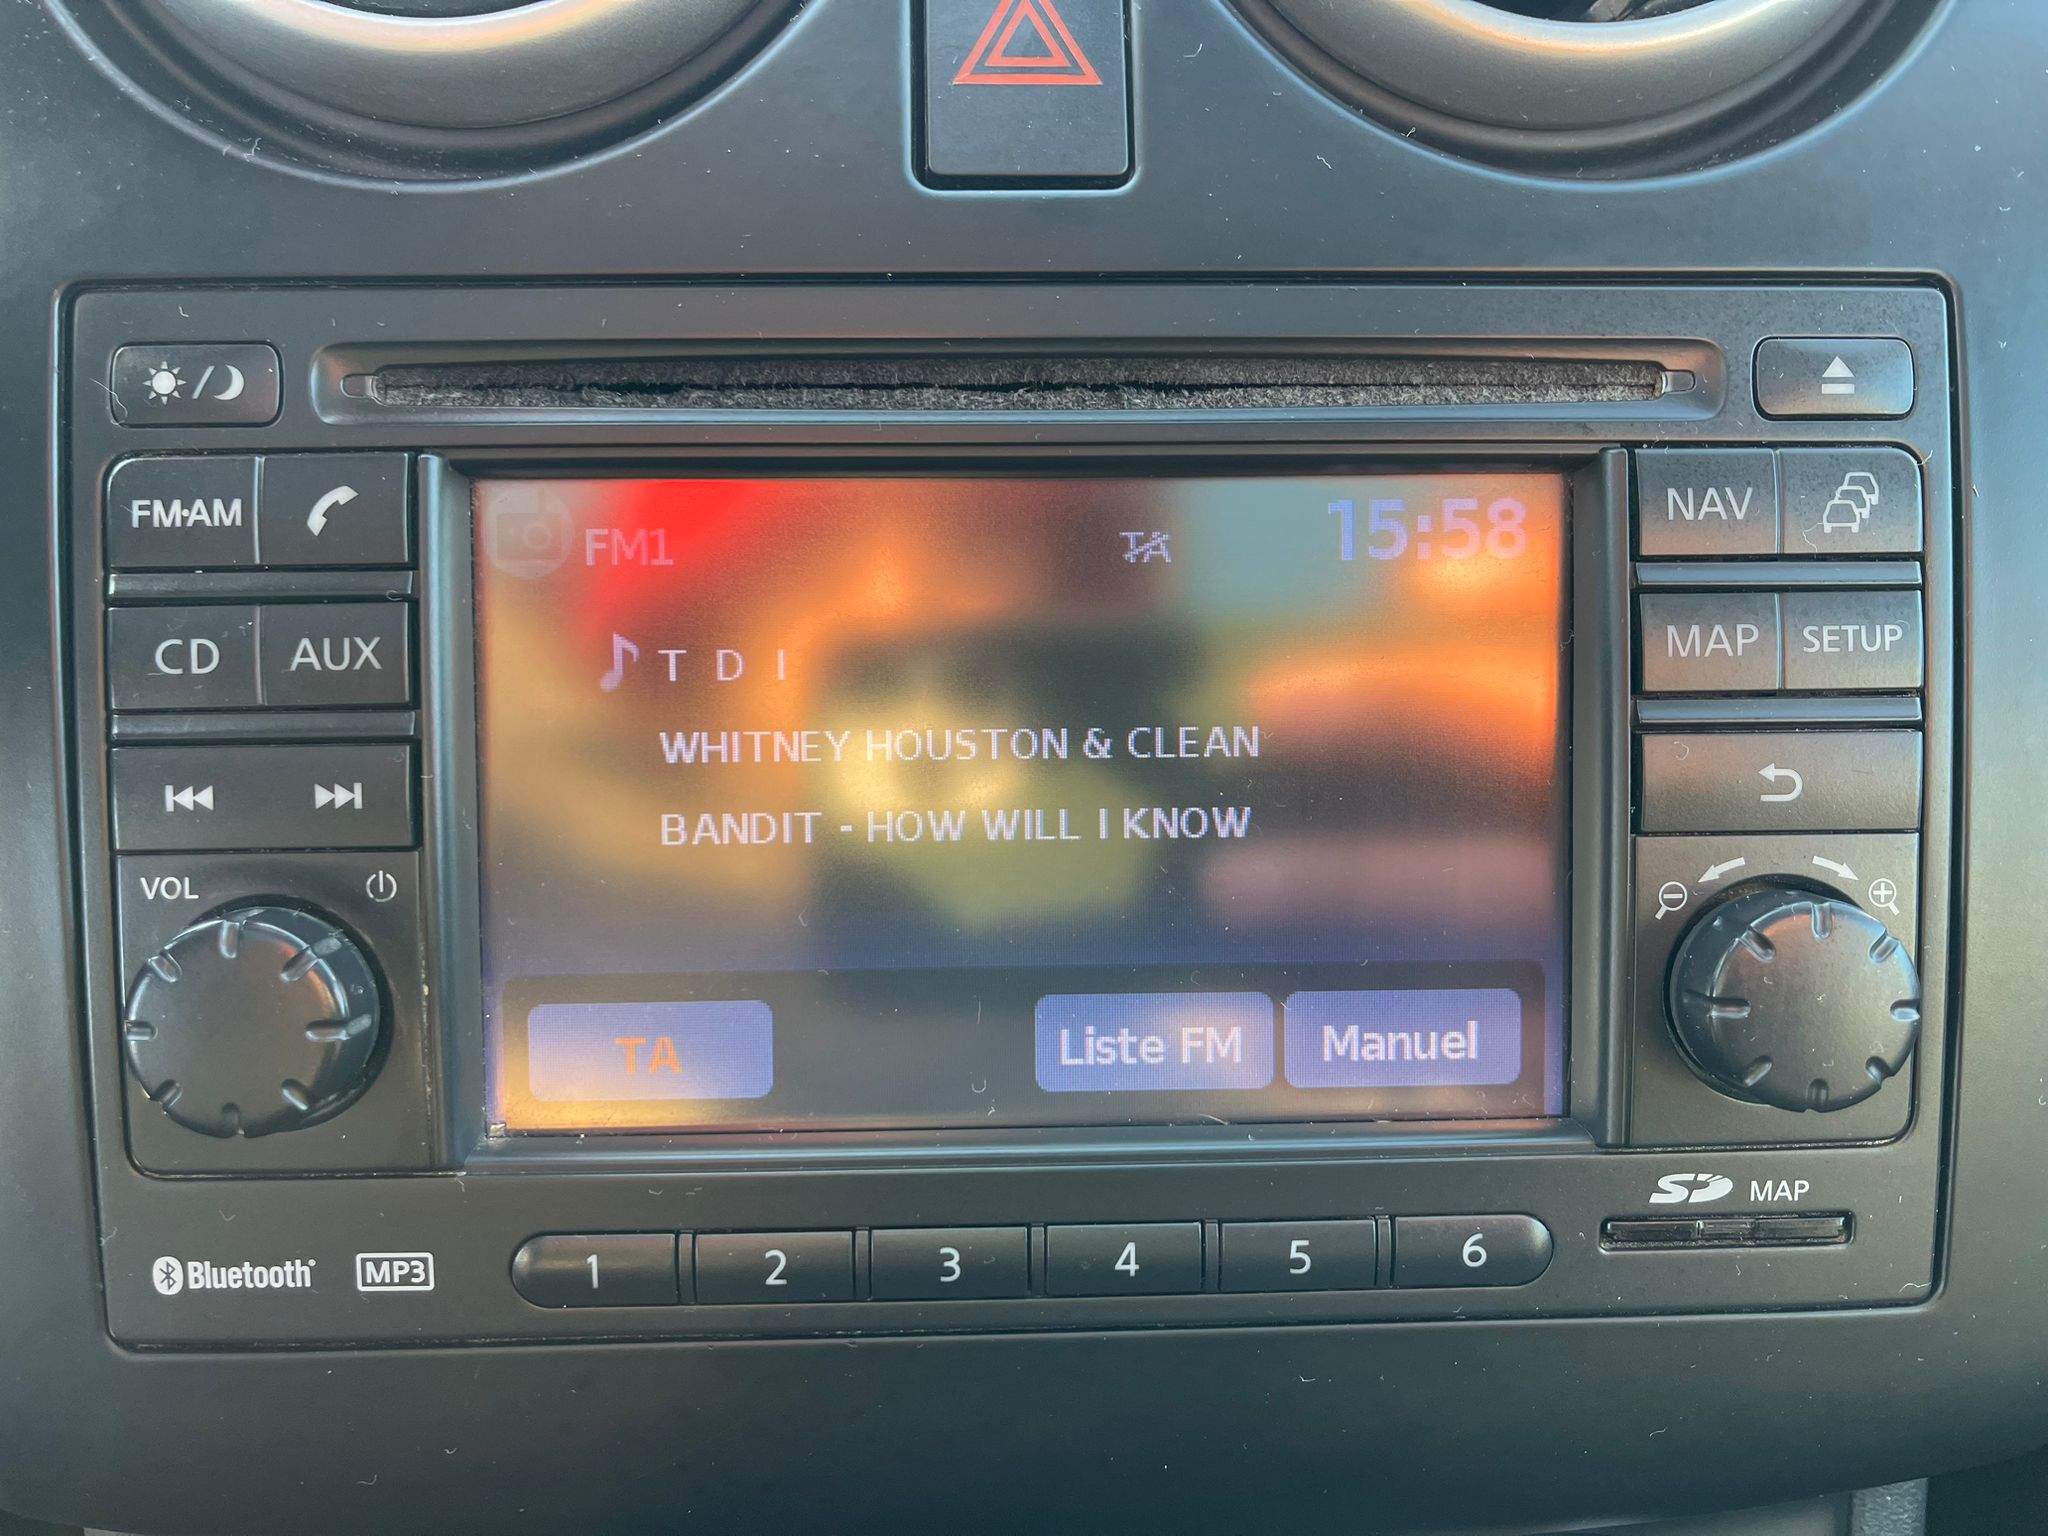 FM·AM
CD
AUX
VOL
FM1
TA
15:58
T D I
WHITNEY HOUSTON & CLEAN
BANDIT - HOW WILL I KNOW
TA
Liste FM
Manuel
NAV
MAP
SETUP
SD MAP
Bluetooth
MP3
1
2
3
4
5
6